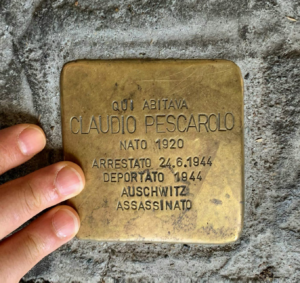 QUI ABITAVA
CLAUDIO PESCAROLO
NATO 1920
ARRESTATO 24.6.1944
DEPORTATO 1944
AUSCHWITZ
ASSASSINATO